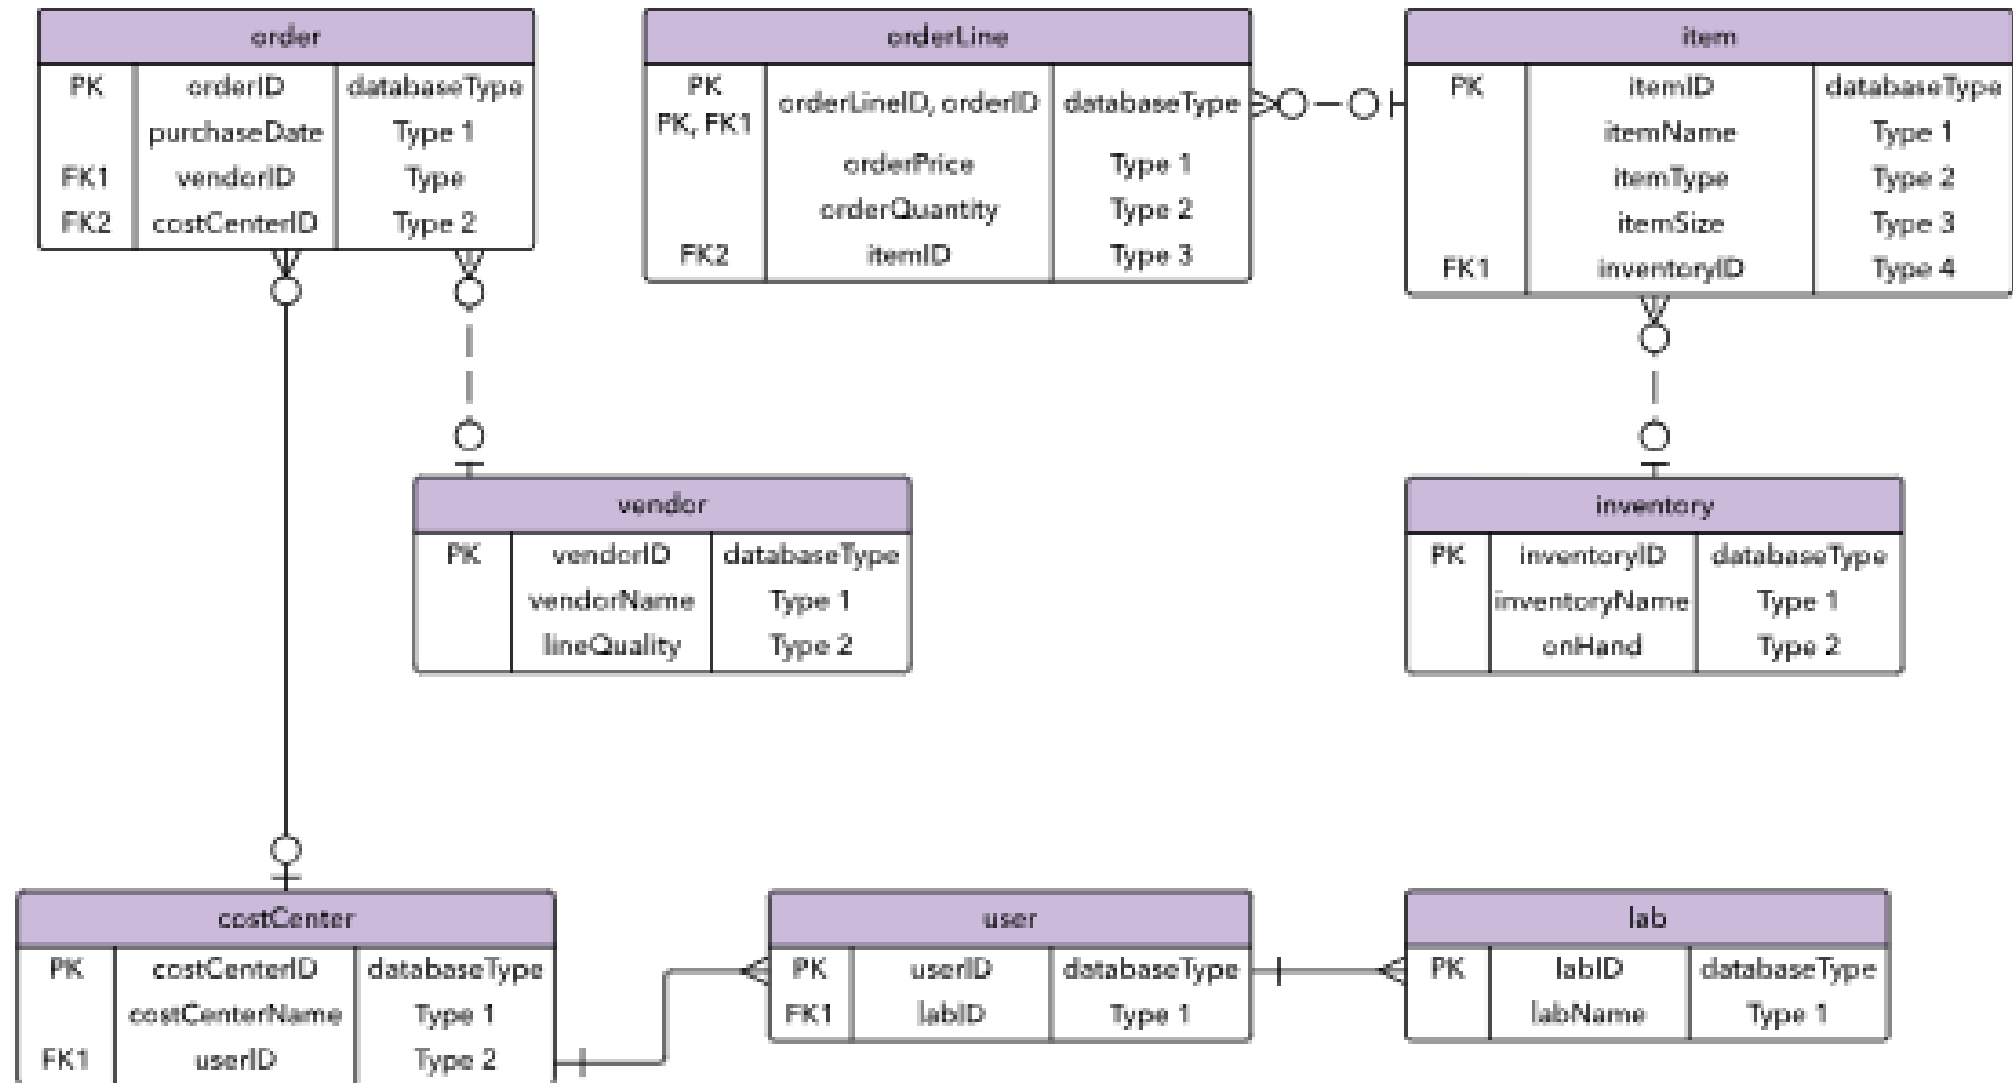 order
PK orderID databaseType
purchaseDate Type 1
FK1 vendorID Type
FK2 costCenterID Type 2
orderLine
PK
PK, FK1 orderLineID, orderID databaseType
orderPrice Type 1
orderQuantity Type 2
FK2 itemID Type 3
item
PK itemID databaseType
itemName Type 1
itemType Type 2
itemSize Type 3
FK1 inventoryID Type 4
vendor
PK vendorID databaseType
vendorName Type 1
lineQuality Type 2
inventory
PK inventoryID databaseType
inventoryName Type 1
onHand Type 2
costCenter
PK costCenterID databaseType
costCenterName Type 1
FK1 userID Type 2
user
PK userID databaseType
FK1 labID Type 1
lab
PK labID databaseType
labName Type 1